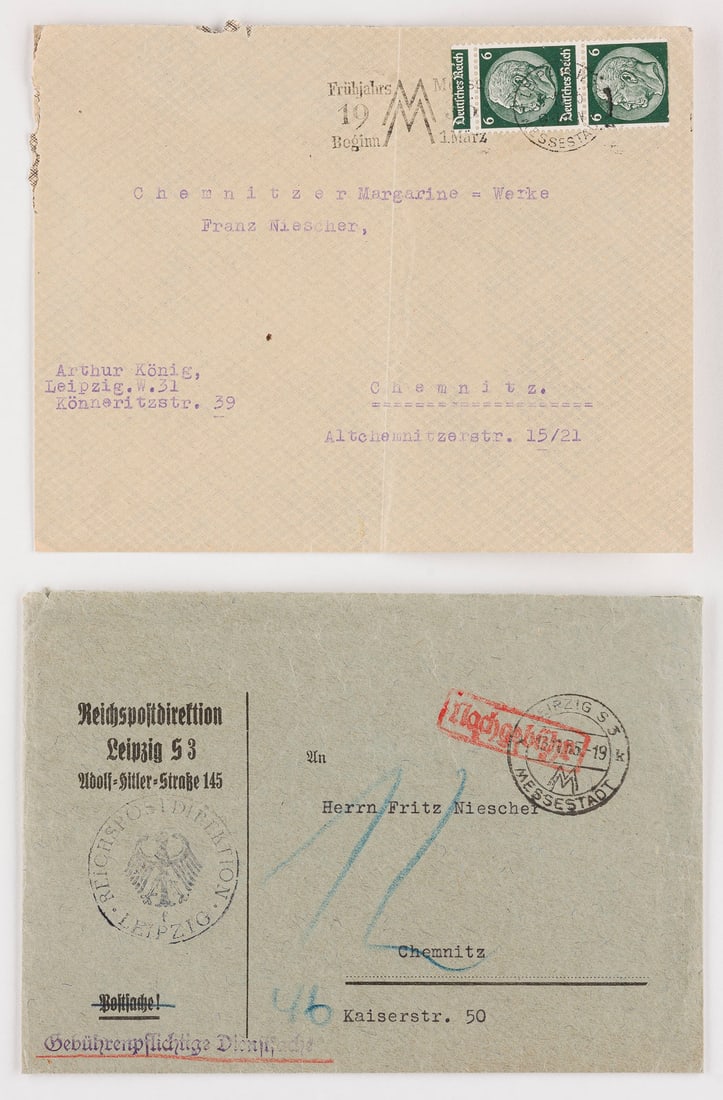 Deutsches Reich 6
Deutsches Reich 6
Frühjahrs
19
Beginn 1. März
MESSESTADT
Chemnitzer Margarine = Werke
Franz Niescher,
Arthur König,
Leipzig.W.31
Könneritzstr. 39
Chemnitz.
Altchemnitzerstr. 15/21
Reichspostdirektion
Leipzig S 3
Adolf=Hitler=Straße 145
REICHSPOSTDIREKTION
LEIPZIG
Postsache!
Gebührenpflichtige Dienstsache
Nachgebühr
LEIPZIG S 3
-19 k
M
MESSESTADT
An
Herrn Fritz Niescher
12
Chemnitz
Kaiserstr. 50